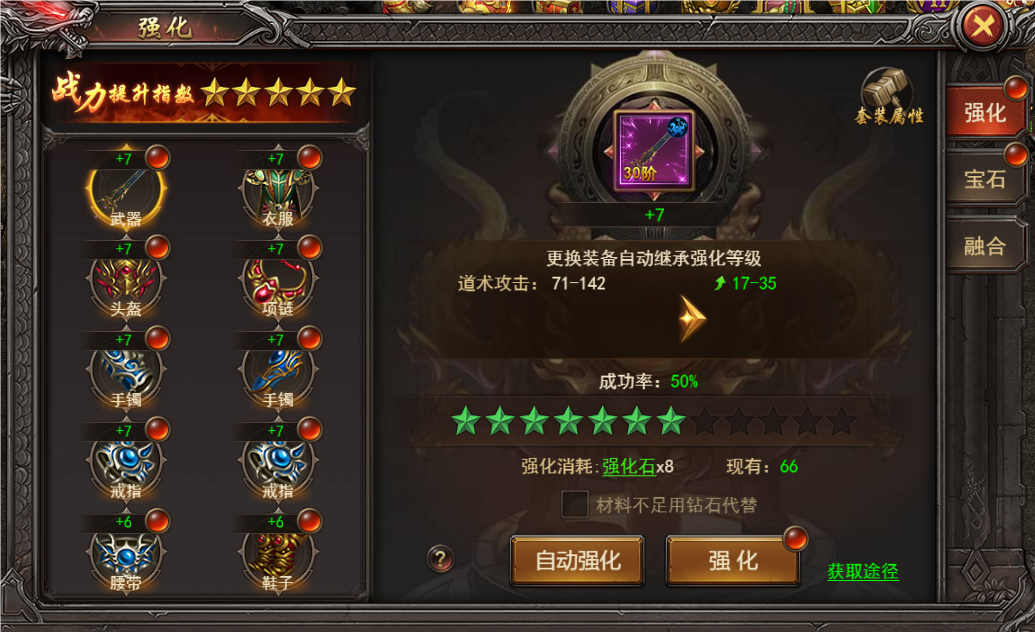 强化
战力提升指数
+7
武器
+7
衣服
+7
头盔
+7
项链
+7
手镯
+7
手镯
+7
戒指
+7
戒指
+6
腰带
+6
鞋子
30阶
+7
套装属性
更换装备自动继承强化等级
道术攻击： 71-142 17-35
成功率： 50%
强化消耗:强化石x8 现有： 66
材料不足用钻石代替
?
自动强化
强化
获取途径
强化
宝石
融合